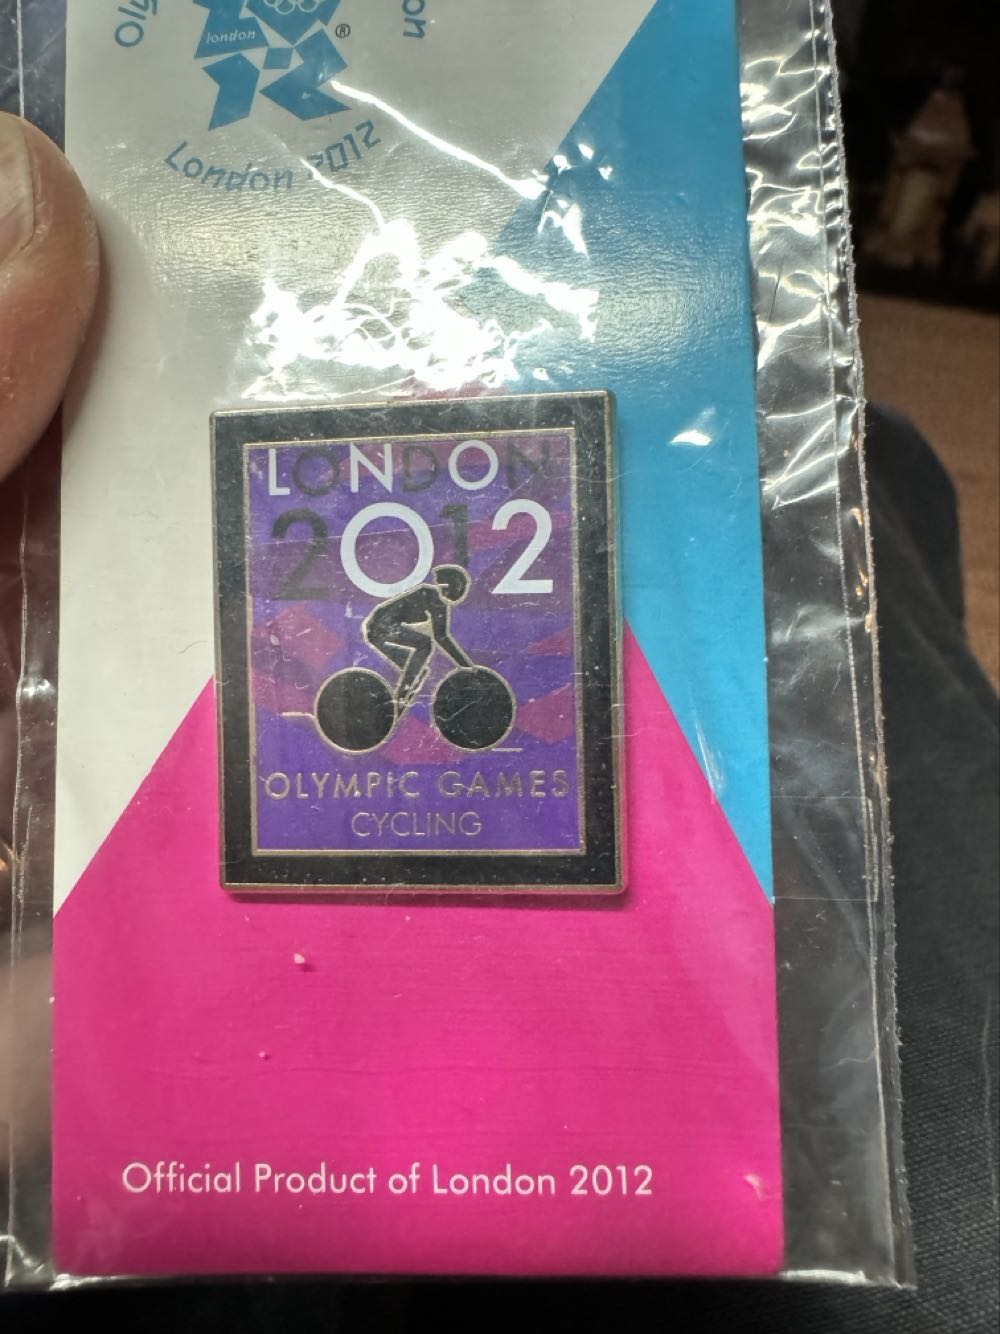 london
®
London 2012
LONDON
2012
OLYMPIC GAMES
CYCLING
Official Product of London 2012